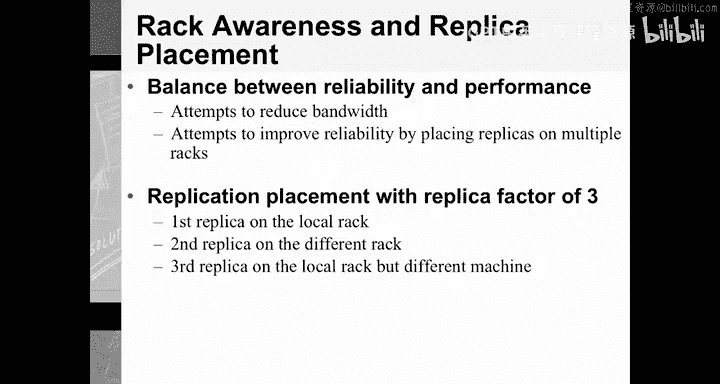 Rack Awareness and Replica
Placement
• Balance between reliability and performance
– Attempts to reduce bandwidth
– Attempts to improve reliability by placing replicas on multiple
racks
• Replication placement with replica factor of 3
– 1st replica on the local rack
– 2nd replica on the different rack
– 3rd replica on the local rack but different machine
bilibili